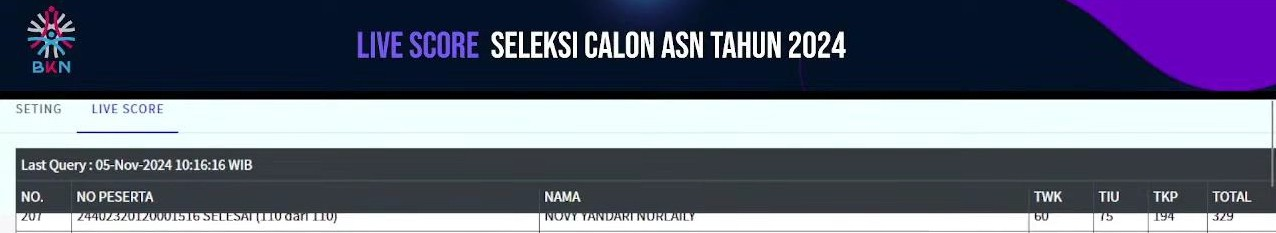 BKN
LIVE SCORE SELEKSI CALON ASN TAHUN 2024
SETING LIVE SCORE
Last Query : 05-Nov-2024 10:16:16 WIB
NO. NO PESERTA NAMA TWK TIU TKP TOTAL
207 24402320120001516 SELESAI (110 dari 110) NOVY YANDARI NURLAILY 60 75 194 329